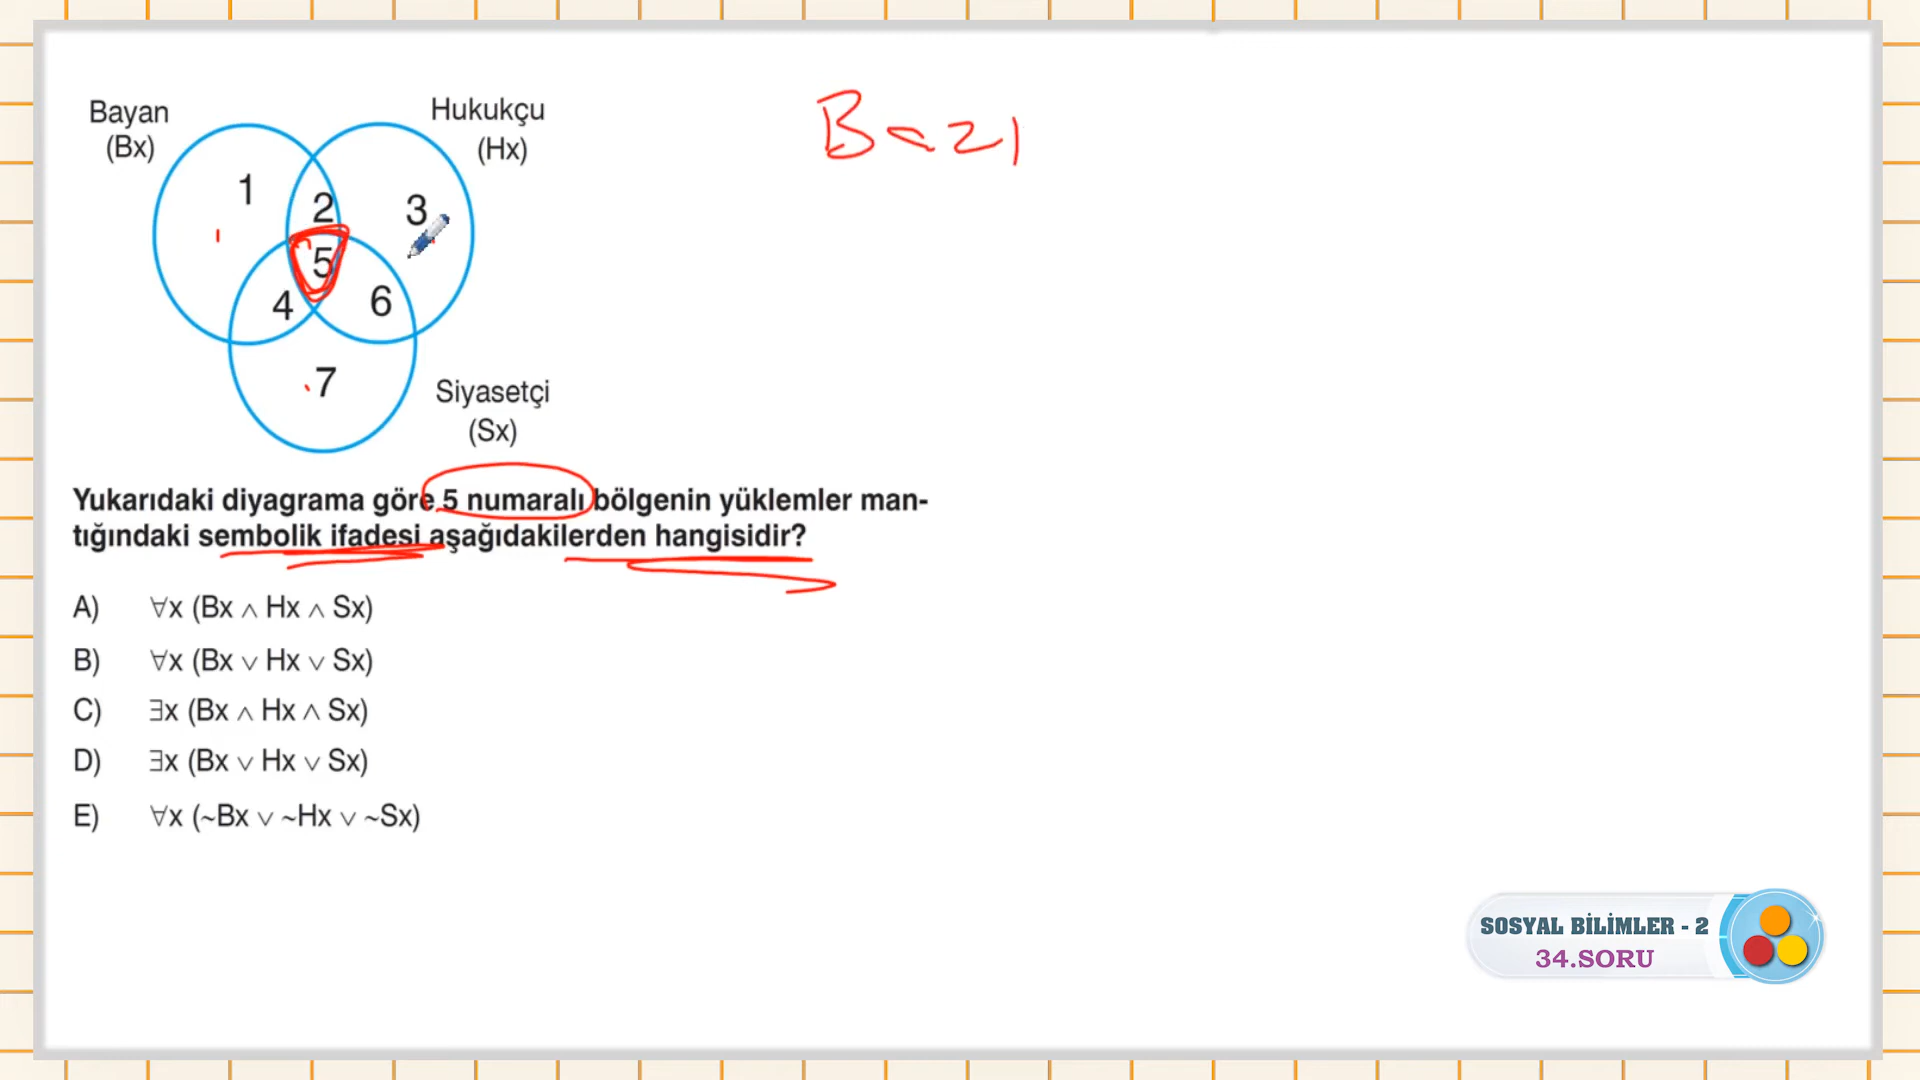 Bayan
(Bx)
Hukukçu
(Hx)
Bazı
1
2
3
5
4
6
7
Siyasetçi
(Sx)
Yukarıdaki diyagrama göre 5 numaralı bölgenin yüklemler man-
tığındaki sembolik ifadesi aşağıdakilerden hangisidir?
A) ∀x (Bx ∧ Hx ∧ Sx)
B) ∀x (Bx ∨ Hx ∨ Sx)
C) ∃x (Bx ∧ Hx ∧ Sx)
D) ∃x (Bx ∨ Hx ∨ Sx)
E) ∀x (~Bx ∨ ~Hx ∨ ~Sx)
SOSYAL BİLİMLER - 2
34.SORU